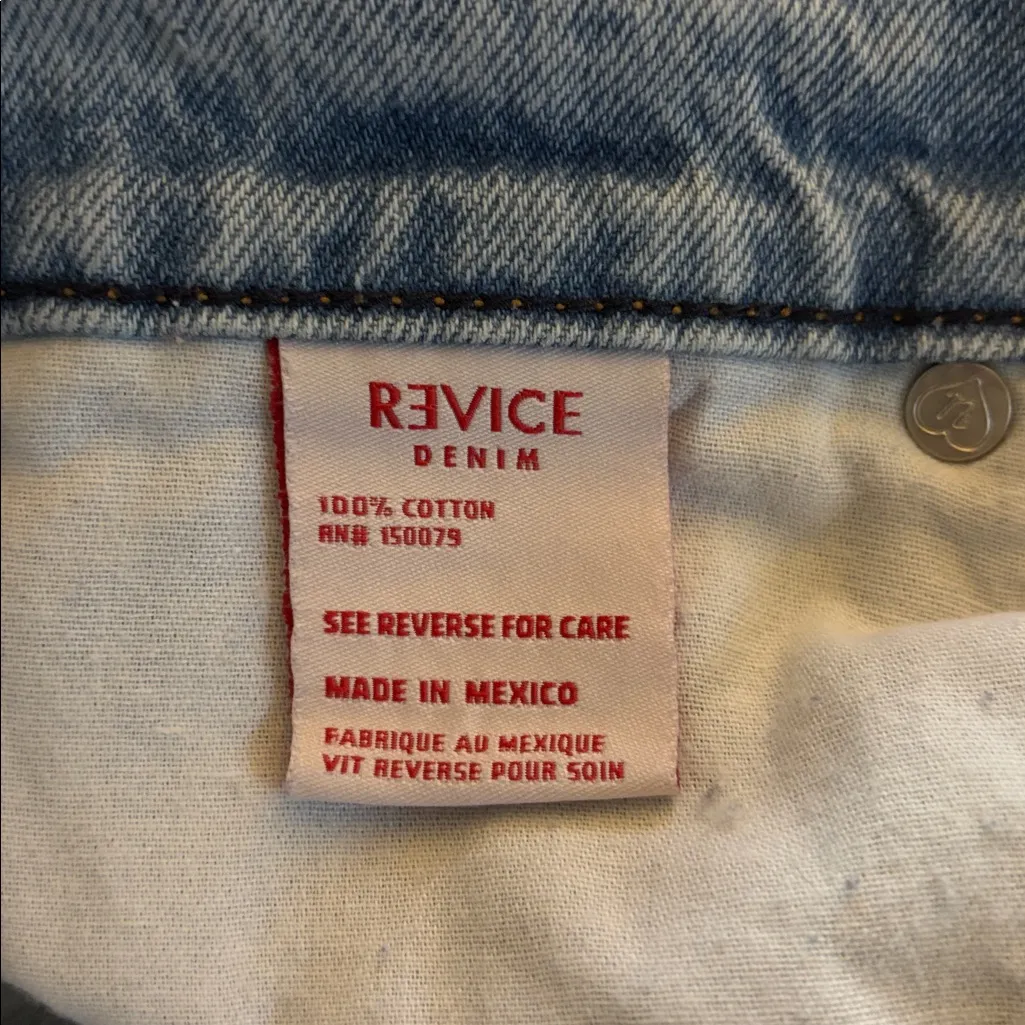 RƎVICE
DENIM
100% COTTON
RN# 150079
SEE REVERSE FOR CARE
MADE IN MEXICO
FABRIQUE AU MEXIQUE
VIT REVERSE POUR SOIN